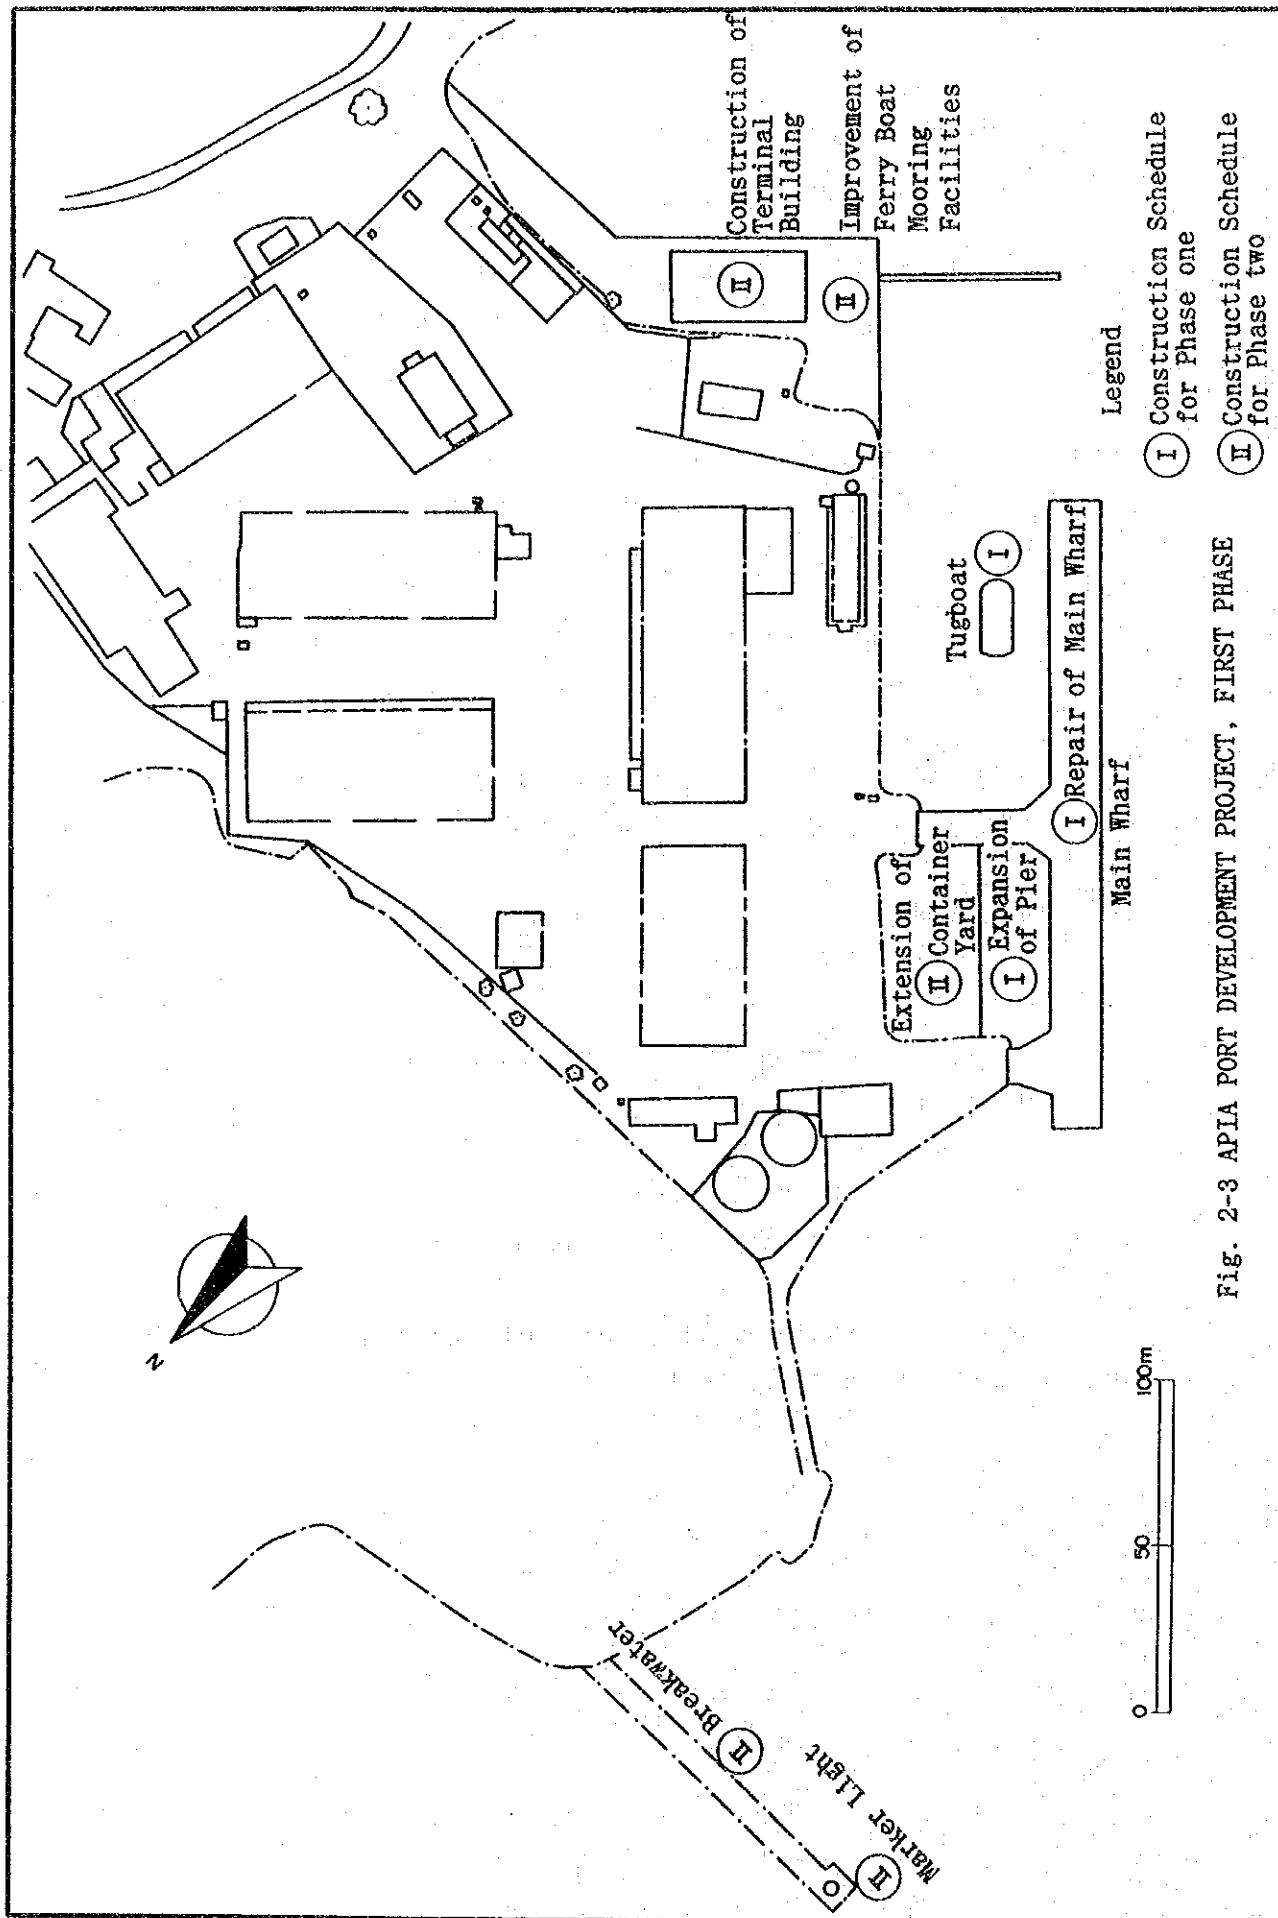 Construction of
Terminal
Building
II
Improvement of
Ferry Boat
Mooring
Facilities
II
Tugboat
I
I Repair of Main Wharf
Main Wharf
Extension of
II Container
Yard
Expansion
I of Pier
II Breakwater
Marker Light
II
N
0 50 100m
Legend
I Construction Schedule
for Phase one
II Construction Schedule
for Phase two
Fig. 2-3 APIA PORT DEVELOPMENT PROJECT, FIRST PHASE